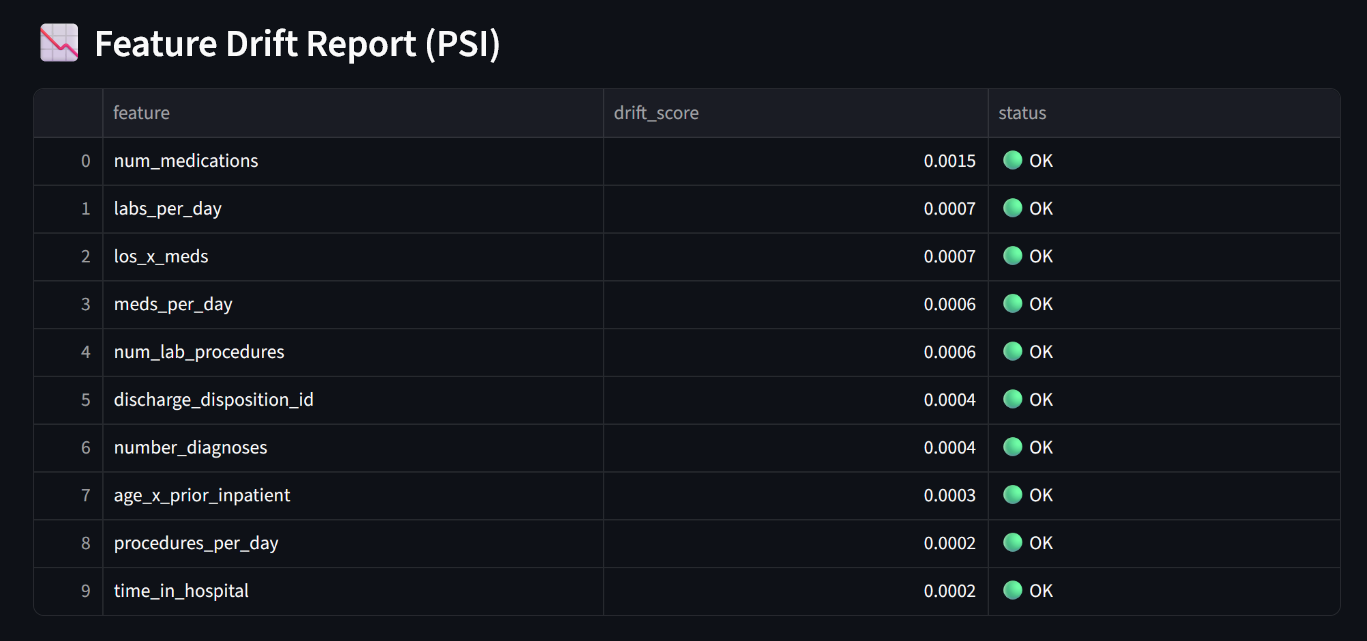 Feature Drift Report (PSI)
feature drift_score status
0 num_medications 0.0015 OK
1 labs_per_day 0.0007 OK
2 los_x_meds 0.0007 OK
3 meds_per_day 0.0006 OK
4 num_lab_procedures 0.0006 OK
5 discharge_disposition_id 0.0004 OK
6 number_diagnoses 0.0004 OK
7 age_x_prior_inpatient 0.0003 OK
8 procedures_per_day 0.0002 OK
9 time_in_hospital 0.0002 OK